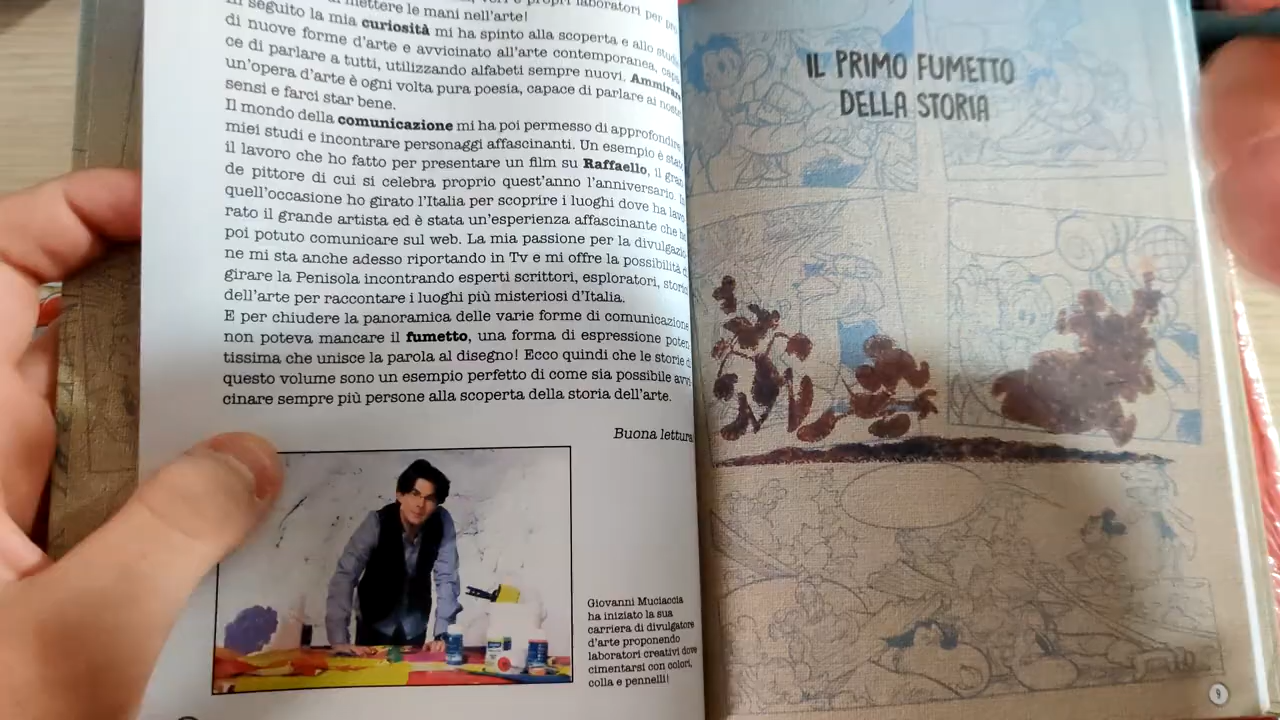 mettere le mani nell'arte!
In seguito la mia curiosità mi ha spinto alla scoperta e allo
di nuove forme d'arte e avvicinato all'arte contemporanea,
ce di parlare a tutti, utilizzando alfabeti sempre nuovi.
un'opera d'arte è ogni volta pura poesia, capace di parlare ai
sensi e farci star bene.
Il mondo della comunicazione mi ha poi permesso di approfondire
miei studi e incontrare personaggi affascinanti. Un esempio è
il lavoro che ho fatto per presentare un film su Raffaello, il
de pittore di cui si celebra proprio quest'anno l'anniversario.
quell'occasione ho girato l'Italia per scoprire i luoghi dove ha
rato il grande artista ed è stata un'esperienza affascinante che
poi potuto comunicare sul web. La mia passione per la
ne mi sta anche adesso riportando in Tv e mi offre la possibilità
girare la Penisola incontrando esperti scrittori, esploratori,
dell'arte per raccontare i luoghi più misteriosi d'Italia.
E per chiudere la panoramica delle varie forme di comunicazione
non poteva mancare il fumetto, una forma di espressione
tissima che unisce la parola al disegno! Ecco quindi che le storie
questo volume sono un esempio perfetto di come sia possibile
cinare sempre più persone alla scoperta della storia dell'arte.
Buona lettura
Giovanni Muciaccia
ha iniziato la sua
carriera di divulgatore
d'arte proponendo
laboratori creativi dove
cimentarsi con colori,
colla e pennelli!
IL PRIMO FUMETTO
DELLA STORIA
9